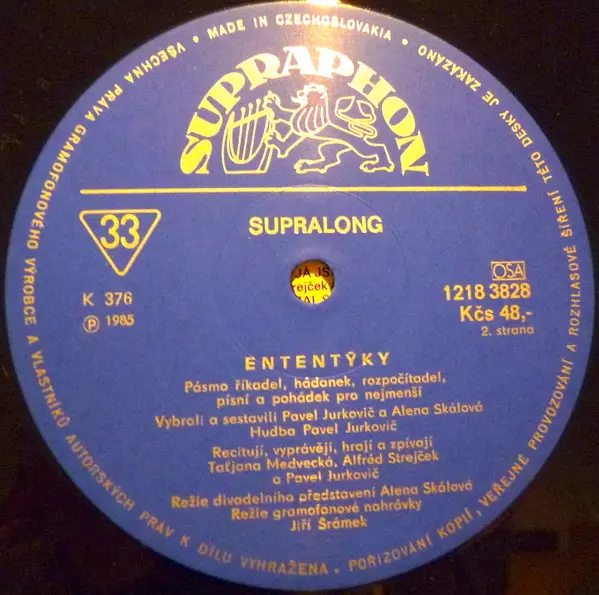 VŠECHNA PRÁVA GRAMOFONOVÉHO VÝROBCE A VLASTNÍKŮ AUTORSKÝCH PRÁV K DÍLU VYHRAŽENA. • POŘIZOVÁNÍ KOPIÍ, VEŘEJNÉ PROVOZOVÁNÍ A ROZHLASOVÉ ŠÍŘENÍ TÉTO DESKY JE ZAKÁZÁNO
• MADE IN CZECHOSLOVAKIA •
SUPRAPHON
33
SUPRALONG
K 376
Ⓟ 1985
OSA
1218 3828
Kčs 48,-
2. strana
JA JS
rejček
ENTENTÝKY
Pásmo říkadel, hádanek, rozpočítadel,
písní a pohádek pro nejmenší
Vybrali a sestavili Pavel Jurkovič a Alena Skálová
Hudba Pavel Jurkovič
Recitují, vyprávějí, hrají a zpívají
Taťjana Medvecká, Alfréd Strejček
a Pavel Jurkovič
Režie divadelního představení Alena Skálová
Režie gramofonové nahrávky
Jiří Šrámek